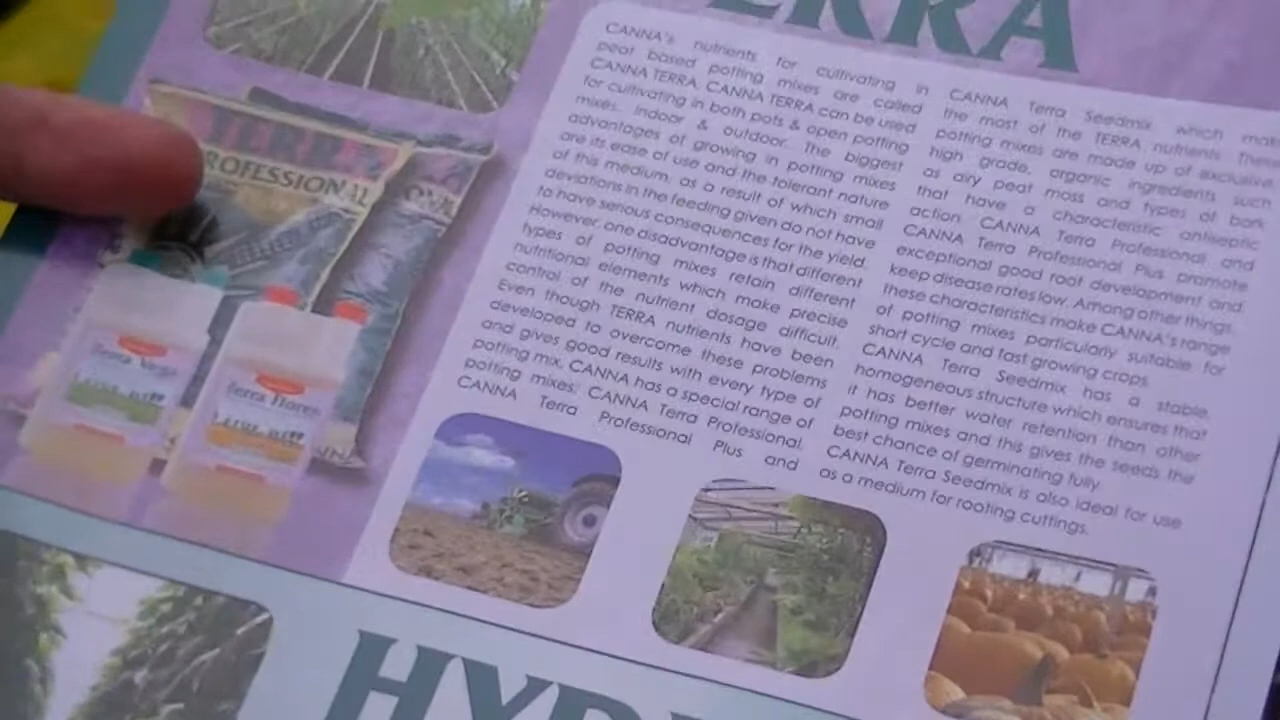 TERRA
CANNA's nutrients for cultivating in
peat based potting mixes are called
CANNA TERRA. CANNA TERRA can be used
for cultivating in both pots & open potting
mixes, indoor & outdoor. The biggest
advantages of growing in potting mixes
are its ease of use and the tolerant nature
of this medium, as a result of which small
deviations in the feeding given do not have
to have serious consequences for the yield.
However, one disadvantage is that different
types of potting mixes retain different
nutritional elements which make precise
control of the nutrient dosage difficult.
Even though TERRA nutrients have been
developed to overcome these problems
and gives good results with every type of
potting mix, CANNA has a special range of
potting mixes: CANNA Terra Professional,
CANNA Terra Professional Plus and
CANNA Terra Seedmix which make
the most of the TERRA nutrients. These
potting mixes are made up of exclusive,
high grade, organic ingredients such
as airy peat moss and types of bark
that have a characteristic antiseptic
action. CANNA Terra Professional and
CANNA Terra Professional Plus promote
exceptional good root development and
keep disease rates low. Among other things,
these characteristics make CANNA's range
of potting mixes particularly suitable for
short cycle and fast growing crops.
CANNA Terra Seedmix has a stable,
homogeneous structure which ensures that
it has better water retention than other
potting mixes and this gives the seeds the
best chance of germinating fully.
CANNA Terra Seedmix is also ideal for use
as a medium for rooting cuttings.
TERRA
PROFESSIONAL
Terra Vega
Terra Flores
HYDR